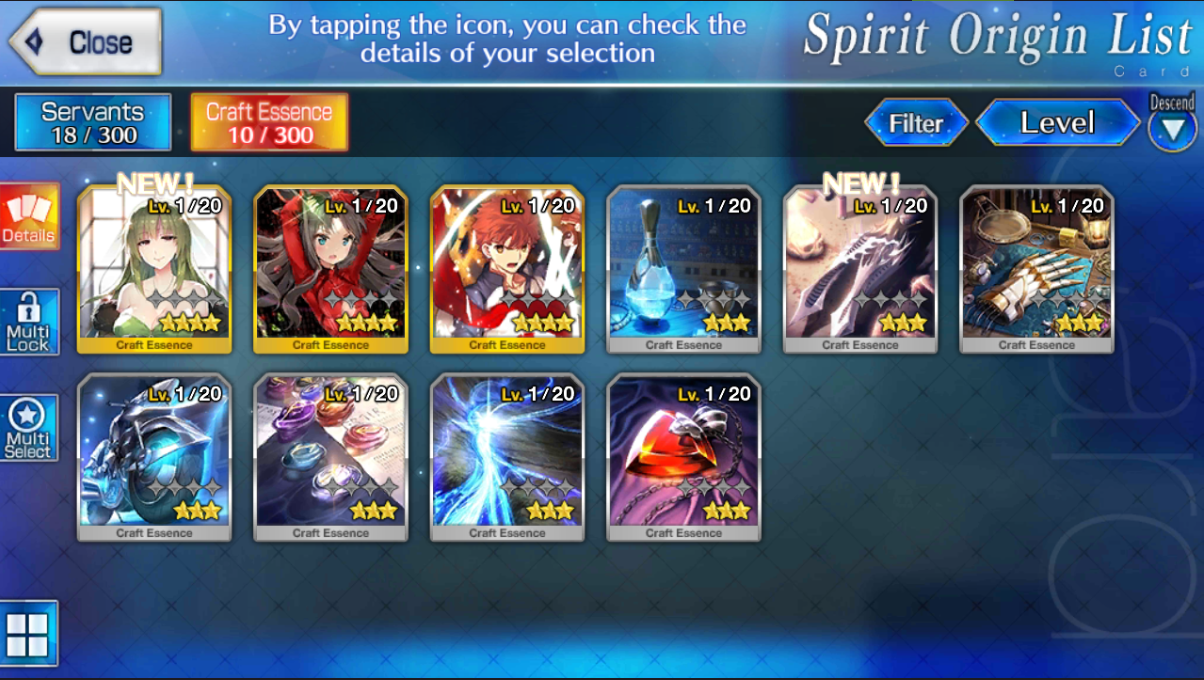 Close
By tapping the icon, you can check the
details of your selection
Spirit Origin List
Card
Servants
18 / 300
Craft Essence
10 / 300
Filter
Level
Descend
Details
Multi
Lock
Multi
Select
NEW!
Lv. 1/20
Craft Essence
Lv. 1/20
Craft Essence
Lv. 1/20
Craft Essence
Lv. 1/20
Craft Essence
NEW!
Lv. 1/20
Craft Essence
Lv. 1/20
Craft Essence
Lv. 1/20
Craft Essence
Lv. 1/20
Craft Essence
Lv. 1/20
Craft Essence
Lv. 1/20
Craft Essence